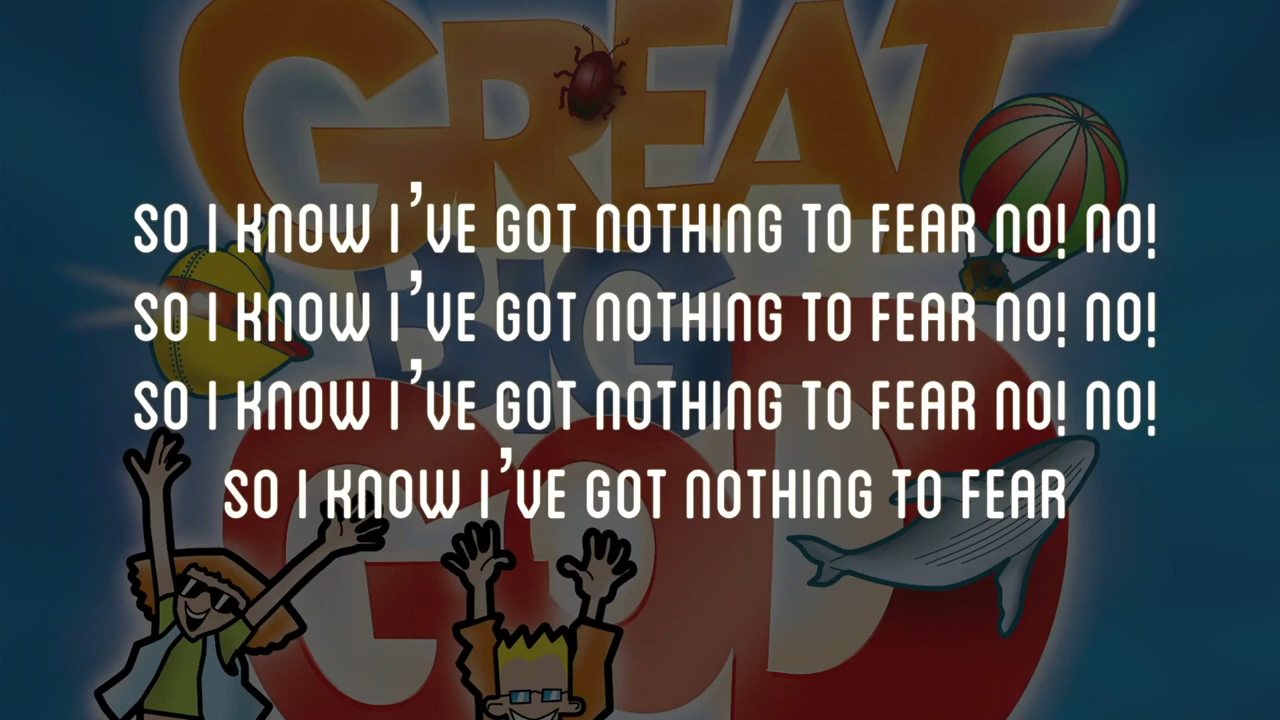 GREAT
BIG
GOD
SO I KNOW I'VE GOT NOTHING TO FEAR NO! NO!
SO I KNOW I'VE GOT NOTHING TO FEAR NO! NO!
SO I KNOW I'VE GOT NOTHING TO FEAR NO! NO!
SO I KNOW I'VE GOT NOTHING TO FEAR